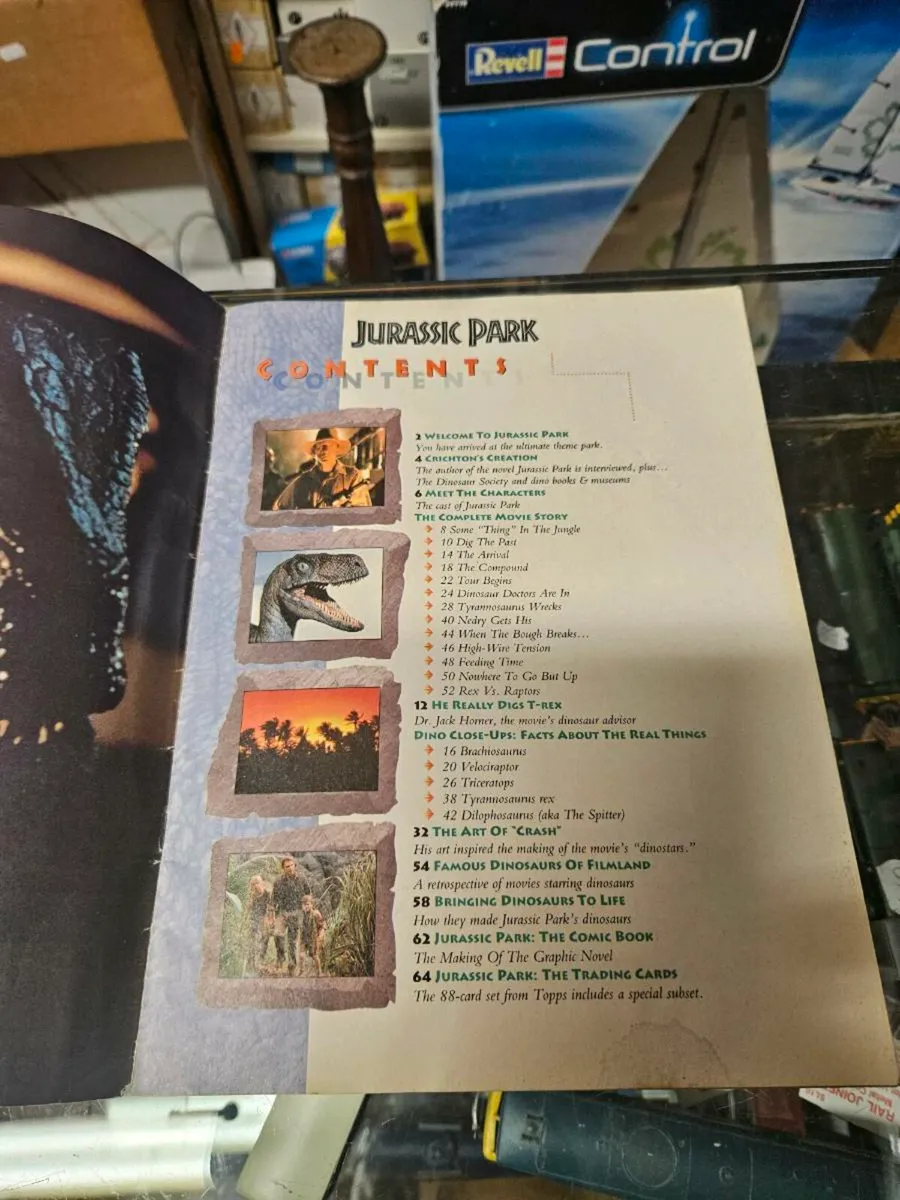 Revell Control
JURASSIC PARK
CONTENTS
2 WELCOME TO JURASSIC PARK
You have arrived at the ultimate theme park.
4 CRICHTON'S CREATION
The author of the novel Jurassic Park is interviewed, plus...
The Dinosaur Society and dino books & museums
6 MEET THE CHARACTERS
The cast of Jurassic Park
THE COMPLETE MOVIE STORY
8 Some "Thing" In The Jungle
10 Dig The Past
14 The Arrival
18 The Compound
22 Tour Begins
24 Dinosaur Doctors Are In
28 Tyrannosaurus Wrecks
40 Nedry Gets His
44 When The Bough Breaks...
46 High-Wire Tension
48 Feeding Time
50 Nowhere To Go But Up
52 Rex Vs. Raptors
12 HE REALLY DIGS T-REX
Dr. Jack Horner, the movie's dinosaur advisor
DINO CLOSE-UPS: FACTS ABOUT THE REAL THINGS
16 Brachiosaurus
20 Velociraptor
26 Triceratops
38 Tyrannosaurus rex
42 Dilophosaurus (aka The Spitter)
32 THE ART OF "CRASH"
His art inspired the making of the movie's "dinostars."
54 FAMOUS DINOSAURS OF FILMLAND
A retrospective of movies starring dinosaurs
58 BRINGING DINOSAURS TO LIFE
How they made Jurassic Park's dinosaurs
62 JURASSIC PARK: THE COMIC BOOK
The Making Of The Graphic Novel
64 JURASSIC PARK: THE TRADING CARDS
The 88-card set from Topps includes a special subset.
RAIL JOINE